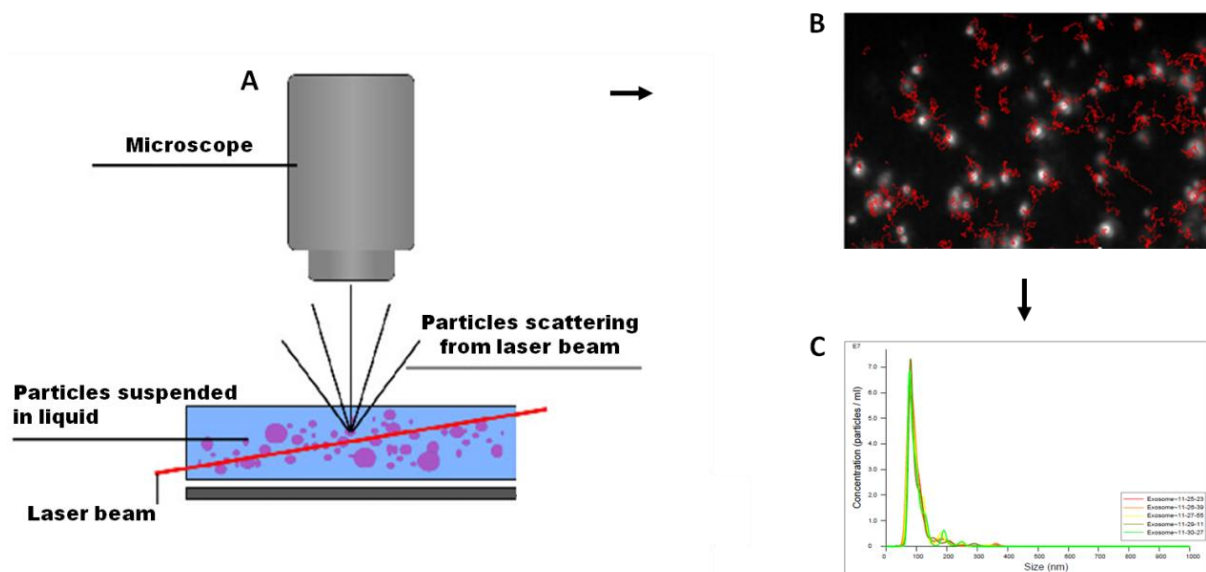 A
Microscope
Particles scattering
from laser beam
Particles suspended
in liquid
Laser beam
B
C
E7
Concentration (particles / ml)
7.0
6.0
5.0
4.0
3.0
2.0
1.0
0
0 100 200 300 400 500 600 700 800 900 1000
Size (nm)
Exosome~11-25-23
Exosome~11-26-39
Exosome~11-27-55
Exosome~11-29-11
Exosome~11-30-27